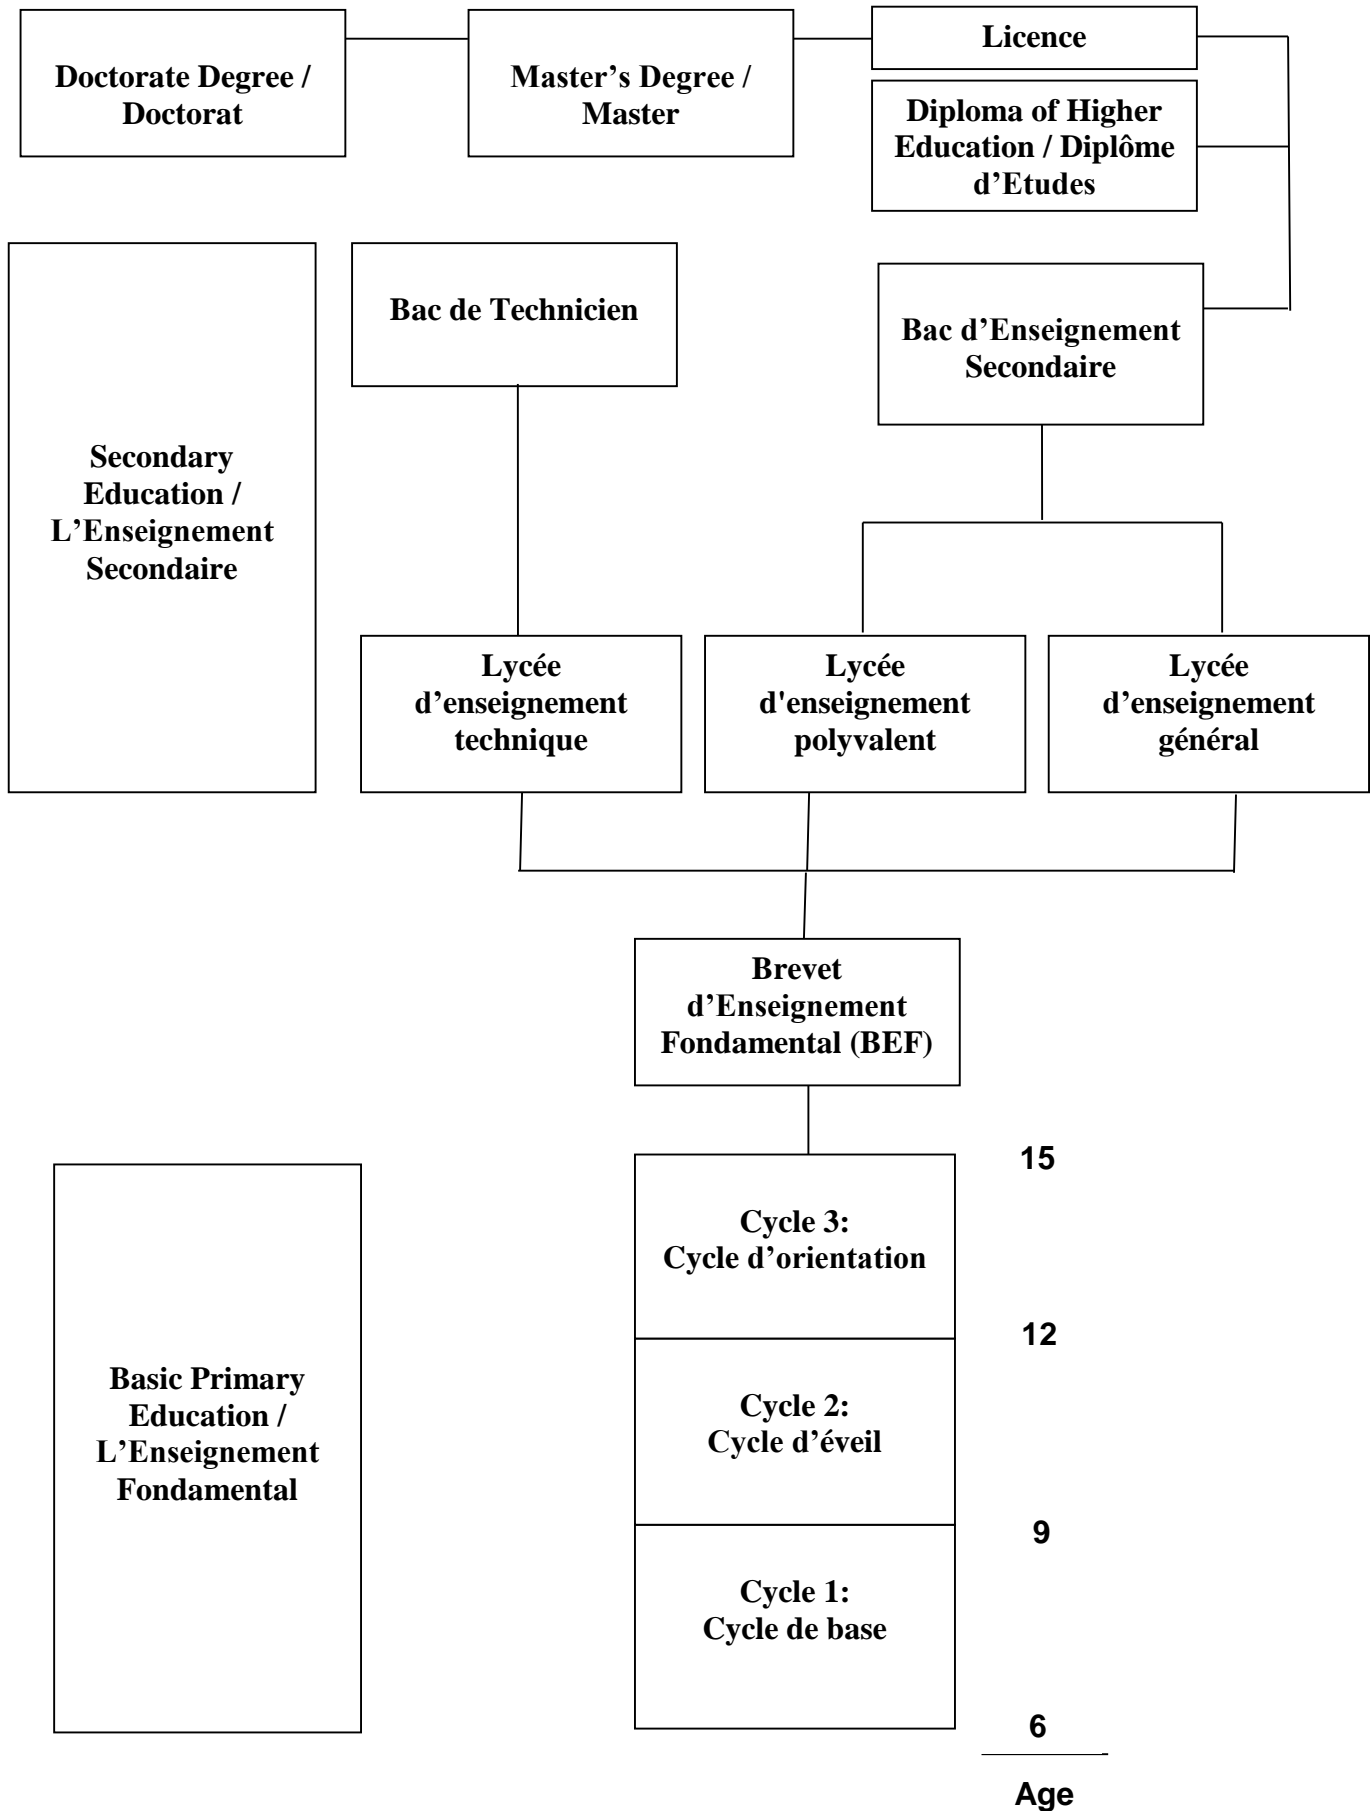 Doctorate Degree /
Doctorat
Master’s Degree /
Master
Licence
Diploma of Higher
Education / Diplôme
d’Etudes
Secondary
Education /
L’Enseignement
Secondaire
Bac de Technicien
Bac d’Enseignement
Secondaire
Lycée
d’enseignement
technique
Lycée
d'enseignement
polyvalent
Lycée
d’enseignement
général
Brevet
d’Enseignement
Fondamental (BEF)
Basic Primary
Education /
L’Enseignement
Fondamental
15
Cycle 3:
Cycle d’orientation
12
Cycle 2:
Cycle d’éveil
9
Cycle 1:
Cycle de base
6
Age